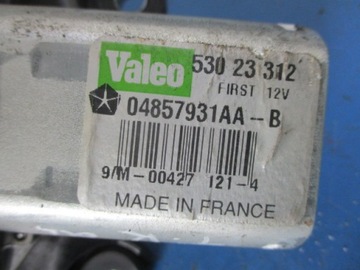 Valeo 530 23 312
FIRST 12V
04857931AA-B
9/M-00427 121-4
MADE IN FRANCE